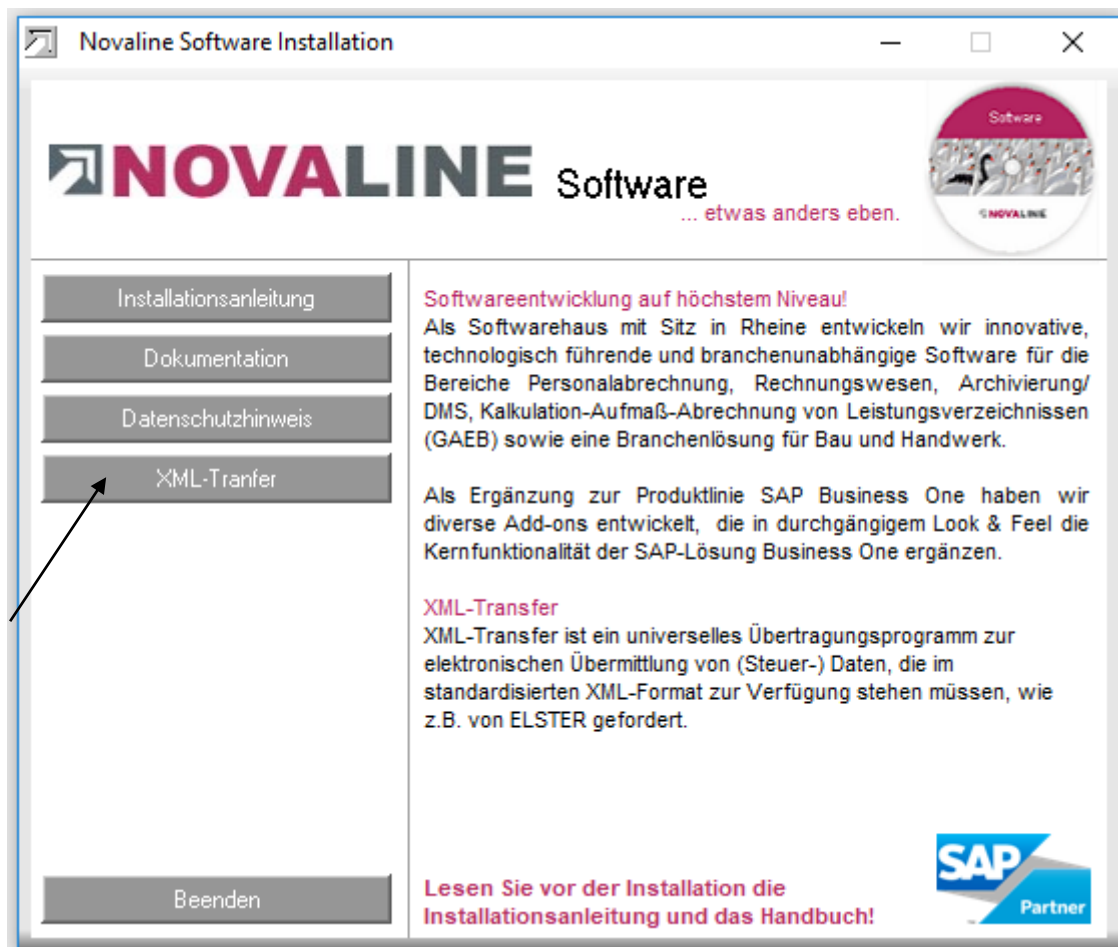 Novaline Software Installation
NOVALINE Software
... etwas anders eben.
Software
NOVALINE
Installationsanleitung
Dokumentation
Datenschutzhinweis
XML-Tranfer
Beenden
Softwareentwicklung auf höchstem Niveau!
Als Softwarehaus mit Sitz in Rheine entwickeln wir innovative,
technologisch führende und branchenunabhängige Software für die
Bereiche Personalabrechnung, Rechnungswesen, Archivierung/
DMS, Kalkulation-Aufmaß-Abrechnung von Leistungsverzeichnissen
(GAEB) sowie eine Branchenlösung für Bau und Handwerk.
Als Ergänzung zur Produktlinie SAP Business One haben wir
diverse Add-ons entwickelt, die in durchgängigem Look & Feel die
Kernfunktionalität der SAP-Lösung Business One ergänzen.
XML-Transfer
XML-Transfer ist ein universelles Übertragungsprogramm zur
elektronischen Übermittlung von (Steuer-) Daten, die im
standardisierten XML-Format zur Verfügung stehen müssen, wie
z.B. von ELSTER gefordert.
Lesen Sie vor der Installation die
Installationsanleitung und das Handbuch!
SAP
Partner